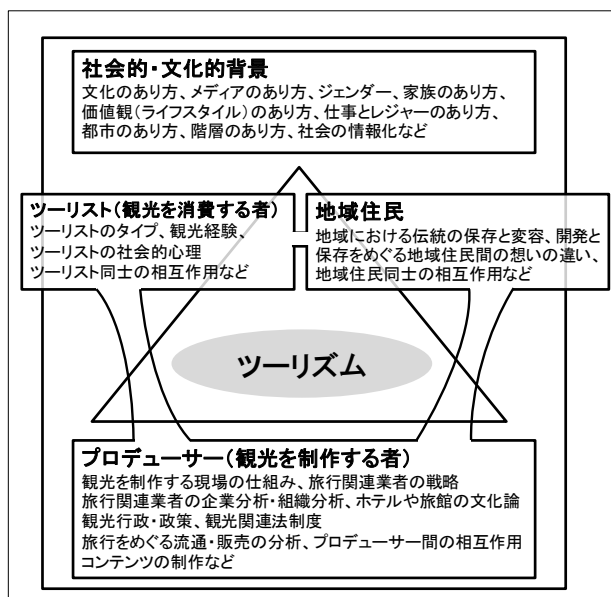 社会的・文化的背景
文化のあり方、メディアのあり方、ジェンダー、家族のあり方、
価値観（ライフスタイル）のあり方、仕事とレジャーのあり方、
都市のあり方、階層のあり方、社会の情報化など
ツーリスト（観光を消費する者）
ツーリストのタイプ、観光経験、
ツーリストの社会的心理
ツーリスト同士の相互作用など
地域住民
地域における伝統の保存と変容、開発と
保存をめぐる地域住民間の想いの違い、
地域住民同士の相互作用など
ツーリズム
プロデューサー（観光を制作する者）
観光を制作する現場の仕組み、旅行関連業者の戦略
旅行関連業者の企業分析・組織分析、ホテルや旅館の文化論
観光行政・政策、観光関連法制度
旅行をめぐる流通・販売の分析、プロデューサー間の相互作用
コンテンツの制作など